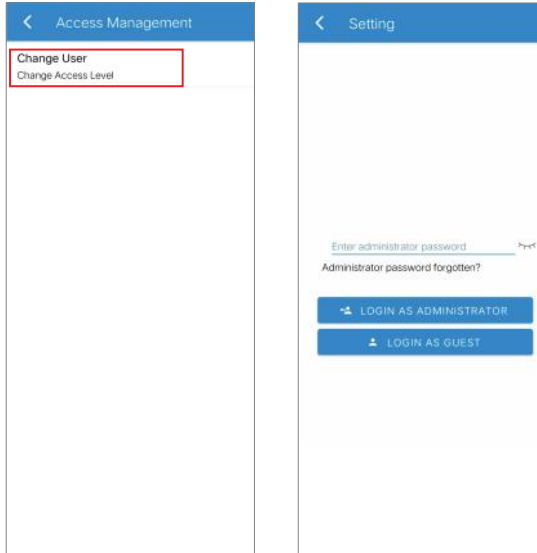 Access Management
Change User
Change Access Level
Setting
Enter administrator password
Administrator password forgotten?
LOGIN AS ADMINISTRATOR
LOGIN AS GUEST